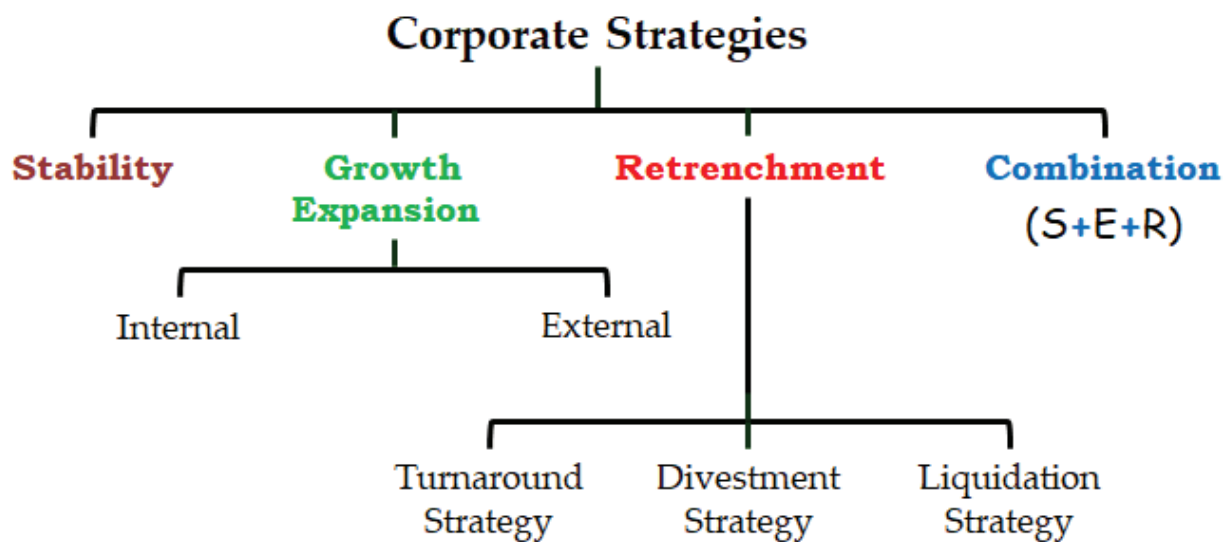 Corporate Strategies
Stability
Growth
Expansion
Retrenchment
Combination
(S+E+R)
Internal
External
Turnaround
Strategy
Divestment
Strategy
Liquidation
Strategy